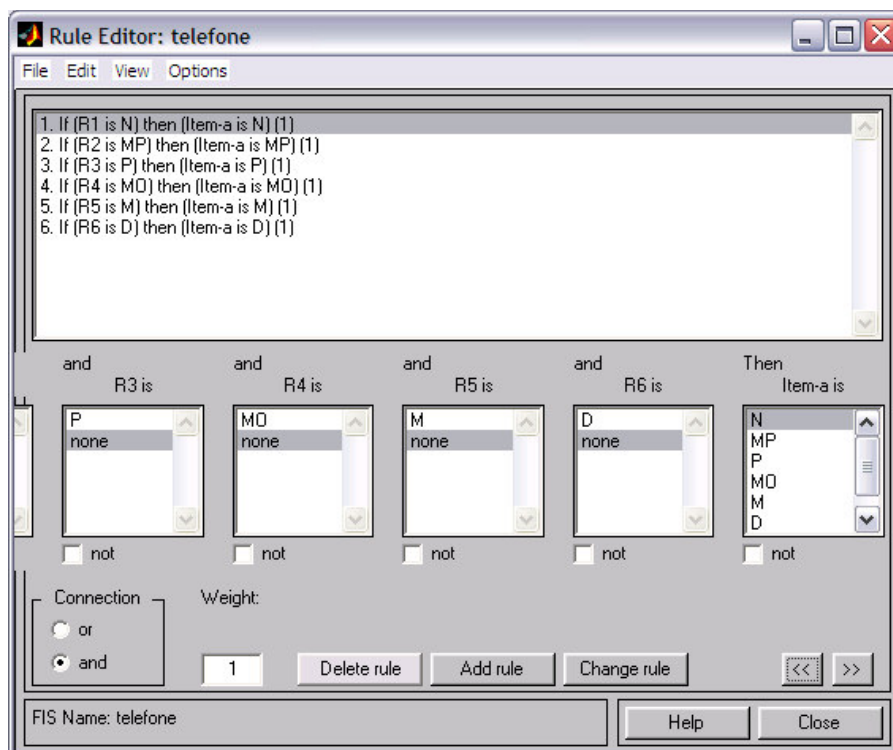 Rule Editor: telefone
File Edit View Options
1. If (R1 is N) then (Item-a is N) (1)
2. If (R2 is MP) then (Item-a is MP) (1)
3. If (R3 is P) then (Item-a is P) (1)
4. If (R4 is MO) then (Item-a is MO) (1)
5. If (R5 is M) then (Item-a is M) (1)
6. If (R6 is D) then (Item-a is D) (1)
and and and and Then
R3 is R4 is R5 is R6 is Item-a is
P MO M D N
none none none none MP
P
MO
M
D
not not not not not
Connection Weight:
or
and 1 Delete rule Add rule Change rule << >>
FIS Name: telefone Help Close